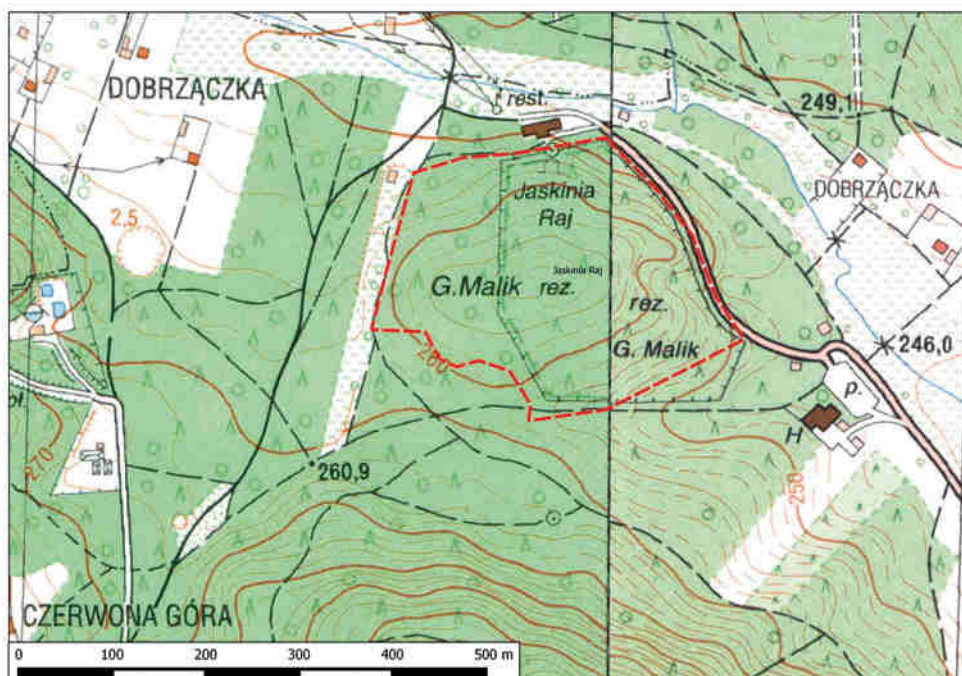 DOBRZĄCZKA
rest.
249,1
Jaskinia
Raj
DOBRZĄCZKA
2,5
G.Malik rez.
Jaskinia Raj
rez.
G. Malik
260
246,0
p.
H
270
260,9
250
CZERWONA GÓRA
0 100 200 300 400 500 m